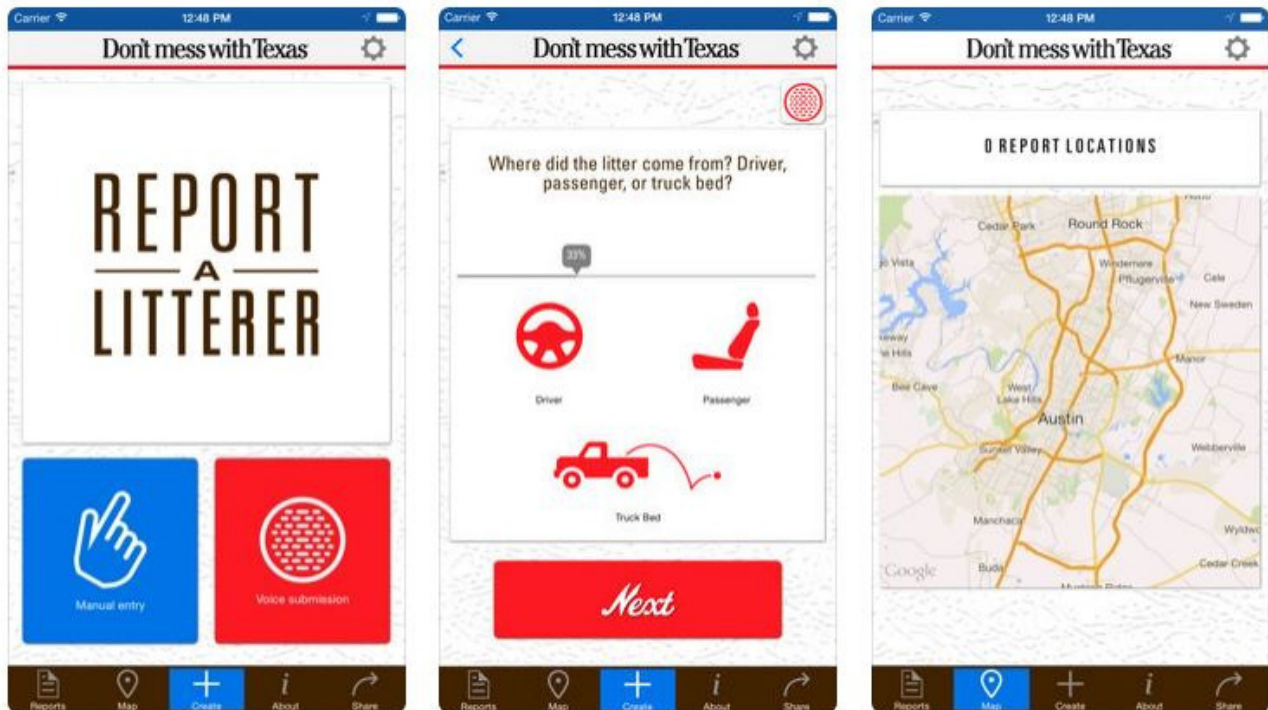 Carrier 12:48 PM
Don't mess with Texas
REPORT
A
LITTERER
Manual entry
Voice submission
Reports Map Create About Share
Carrier 12:48 PM
Don't mess with Texas
Where did the litter come from? Driver,
passenger, or truck bed?
33%
Driver Passenger
Truck Bed
Next
Reports Map Create About Share
Carrier 12:48 PM
Don't mess with Texas
0 REPORT LOCATIONS
Cedar Park Round Rock
Vista Windemere
Pflugerville Cele
New Sweden
Manor
Bee Cave West
Lake Hills
Austin
Sunset Valley Webberville
Manchaca
Buda
Google Cedar Creek
Reports Map Create About Share